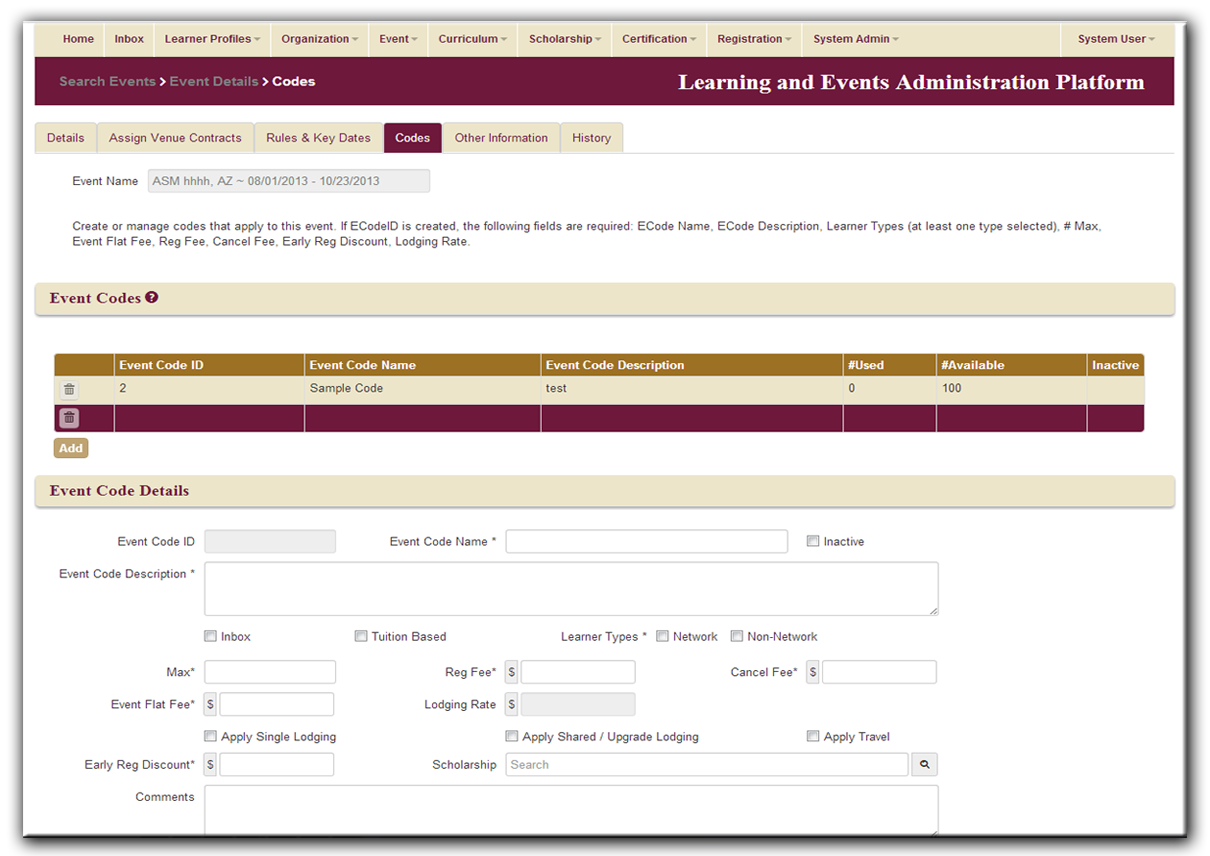 Home Inbox Learner Profiles Organization Event Curriculum Scholarship Certification Registration System Admin System User
Search Events > Event Details > Codes Learning and Events Administration Platform
Details Assign Venue Contracts Rules & Key Dates Codes Other Information History
Event Name ASM hhhh, AZ ~ 08/01/2013 - 10/23/2013
Create or manage codes that apply to this event. If ECodeID is created, the following fields are required: ECode Name, ECode Description, Learner Types (at least one type selected), # Max,
Event Flat Fee, Reg Fee, Cancel Fee, Early Reg Discount, Lodging Rate.
Event Codes ?
Event Code ID Event Code Name Event Code Description #Used #Available Inactive
2 Sample Code test 0 100
Add
Event Code Details
Event Code ID Event Code Name * Inactive
Event Code Description *
Inbox Tuition Based Learner Types * Network Non-Network
Max* Reg Fee* $ Cancel Fee* $
Event Flat Fee* $ Lodging Rate $
Apply Single Lodging Apply Shared / Upgrade Lodging Apply Travel
Early Reg Discount* $ Scholarship Search
Comments